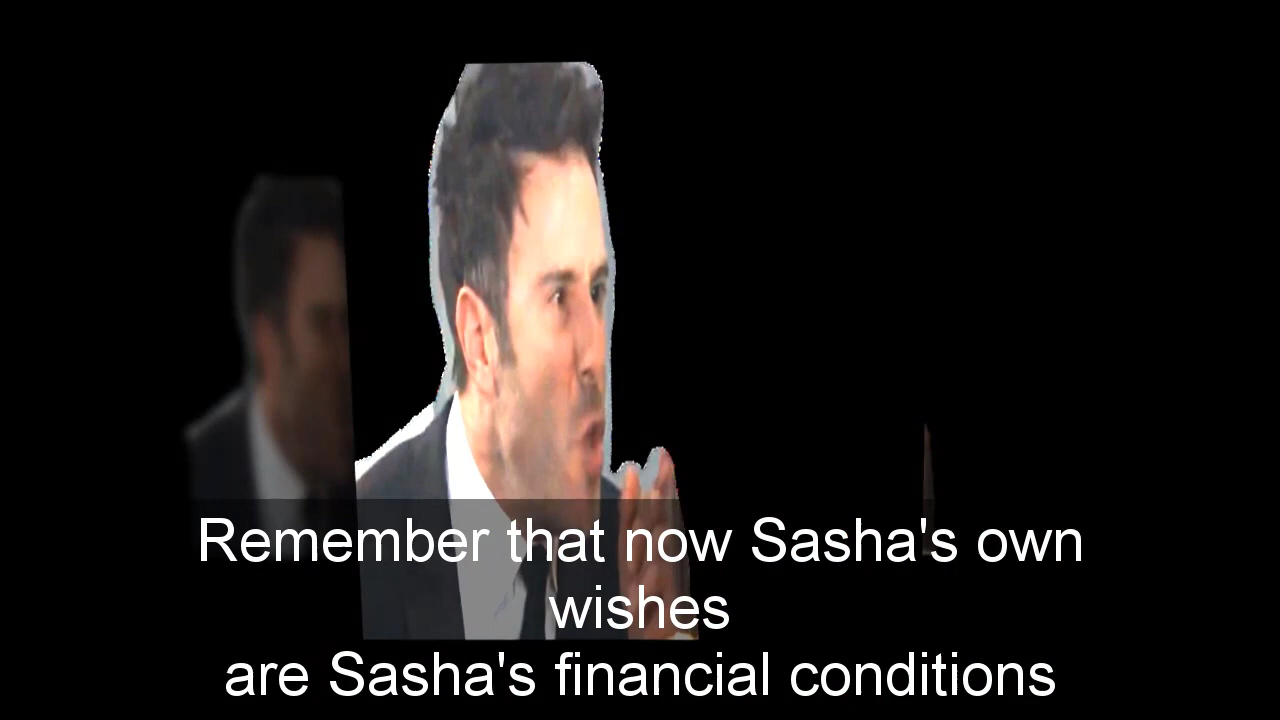 Remember that now Sasha's own
wishes
are Sasha's financial conditions